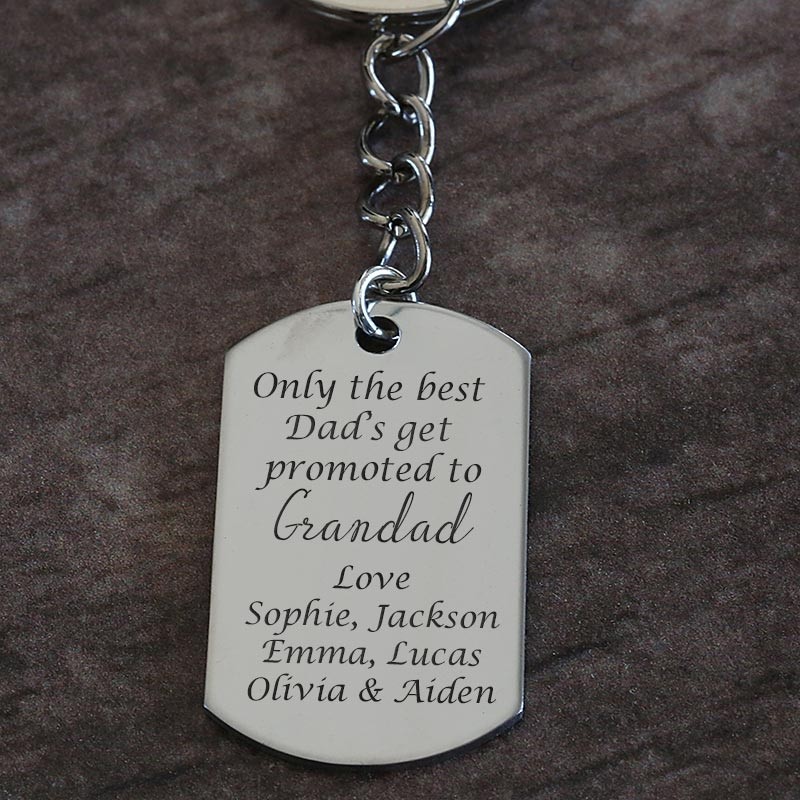 Only the best
Dad's get
promoted to
Grandad
Love
Sophie, Jackson
Emma, Lucas
Olivia & Aiden